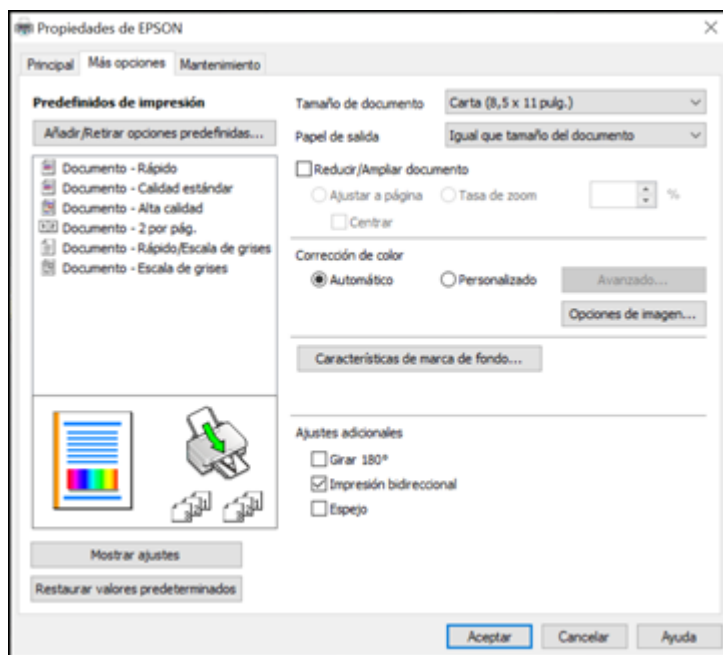 Propiedades de EPSON
Principal
Más opciones
Mantenimiento
Predefinidos de impresión
Añadir/Retirar opciones predefinidas...
Documento - Rápido
Documento - Calidad estándar
Documento - Alta calidad
Documento - 2 por pág.
Documento - Rápido/Escala de grises
Documento - Escala de grises
Mostrar ajustes
Restaurar valores predeterminados
Tamaño de documento
Carta (8,5 x 11 pulg.)
Papel de salida
Igual que tamaño del documento
Reducir/Ampliar documento
Ajustar a página
Tasa de zoom
%
Centrar
Corrección de color
Automático
Personalizado
Avanzado...
Opciones de imagen...
Características de marca de fondo...
Ajustes adicionales
Girar 180°
Impresión bidireccional
Espejo
Aceptar
Cancelar
Ayuda